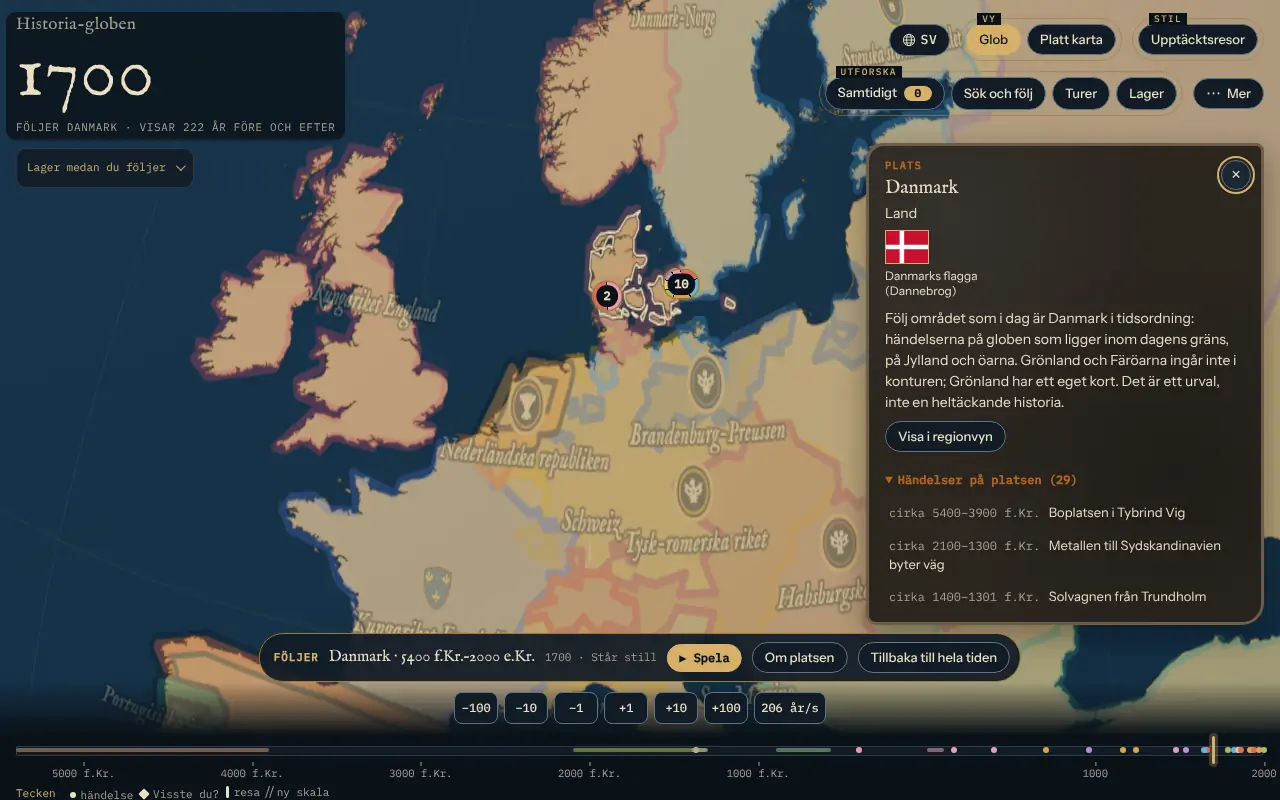 Historia-globen
1700
FÖLJER DANMARK · VISAR 222 ÅR FÖRE OCH EFTER
Lager medan du följer
SV
VY
Glob
Platt karta
STIL
Upptäcktsresor
UTFORSKA
Samtidigt 0
Sök och följ
Turer
Lager
··· Mer
Danmark-Norge
Kungariket England
2
10
Nederländska republiken
Brandenburg-Preussen
Schweiz
Tysk-romerska riket
PLATS
Danmark
Land
Danmarks flagga
(Dannebrog)
Följ området som i dag är Danmark i tidsordning:
händelserna på globen som ligger inom dagens gräns,
på Jylland och öarna. Grönland och Färöarna ingår inte i
konturen; Grönland har ett eget kort. Det är ett urval,
inte en heltäckande historia.
Visa i regionvyn
▼ Händelser på platsen (29)
cirka 5400–3900 f.Kr. Boplatsen i Tybrind Vig
cirka 2100–1300 f.Kr. Metallen till Sydskandinavien
byter väg
cirka 1400–1301 f.Kr. Solvagnen från Trundholm
FÖLJER Danmark · 5400 f.Kr.–2000 e.Kr. 1700 · Står still
▶ Spela
Om platsen
Tillbaka till hela tiden
−100
−10
−1
+1
+10
+100
206 år/s
5000 f.Kr.
4000 f.Kr.
3000 f.Kr.
2000 f.Kr.
1000 f.Kr.
1000
2000
Tecken händelse Visste du? resa // ny skala